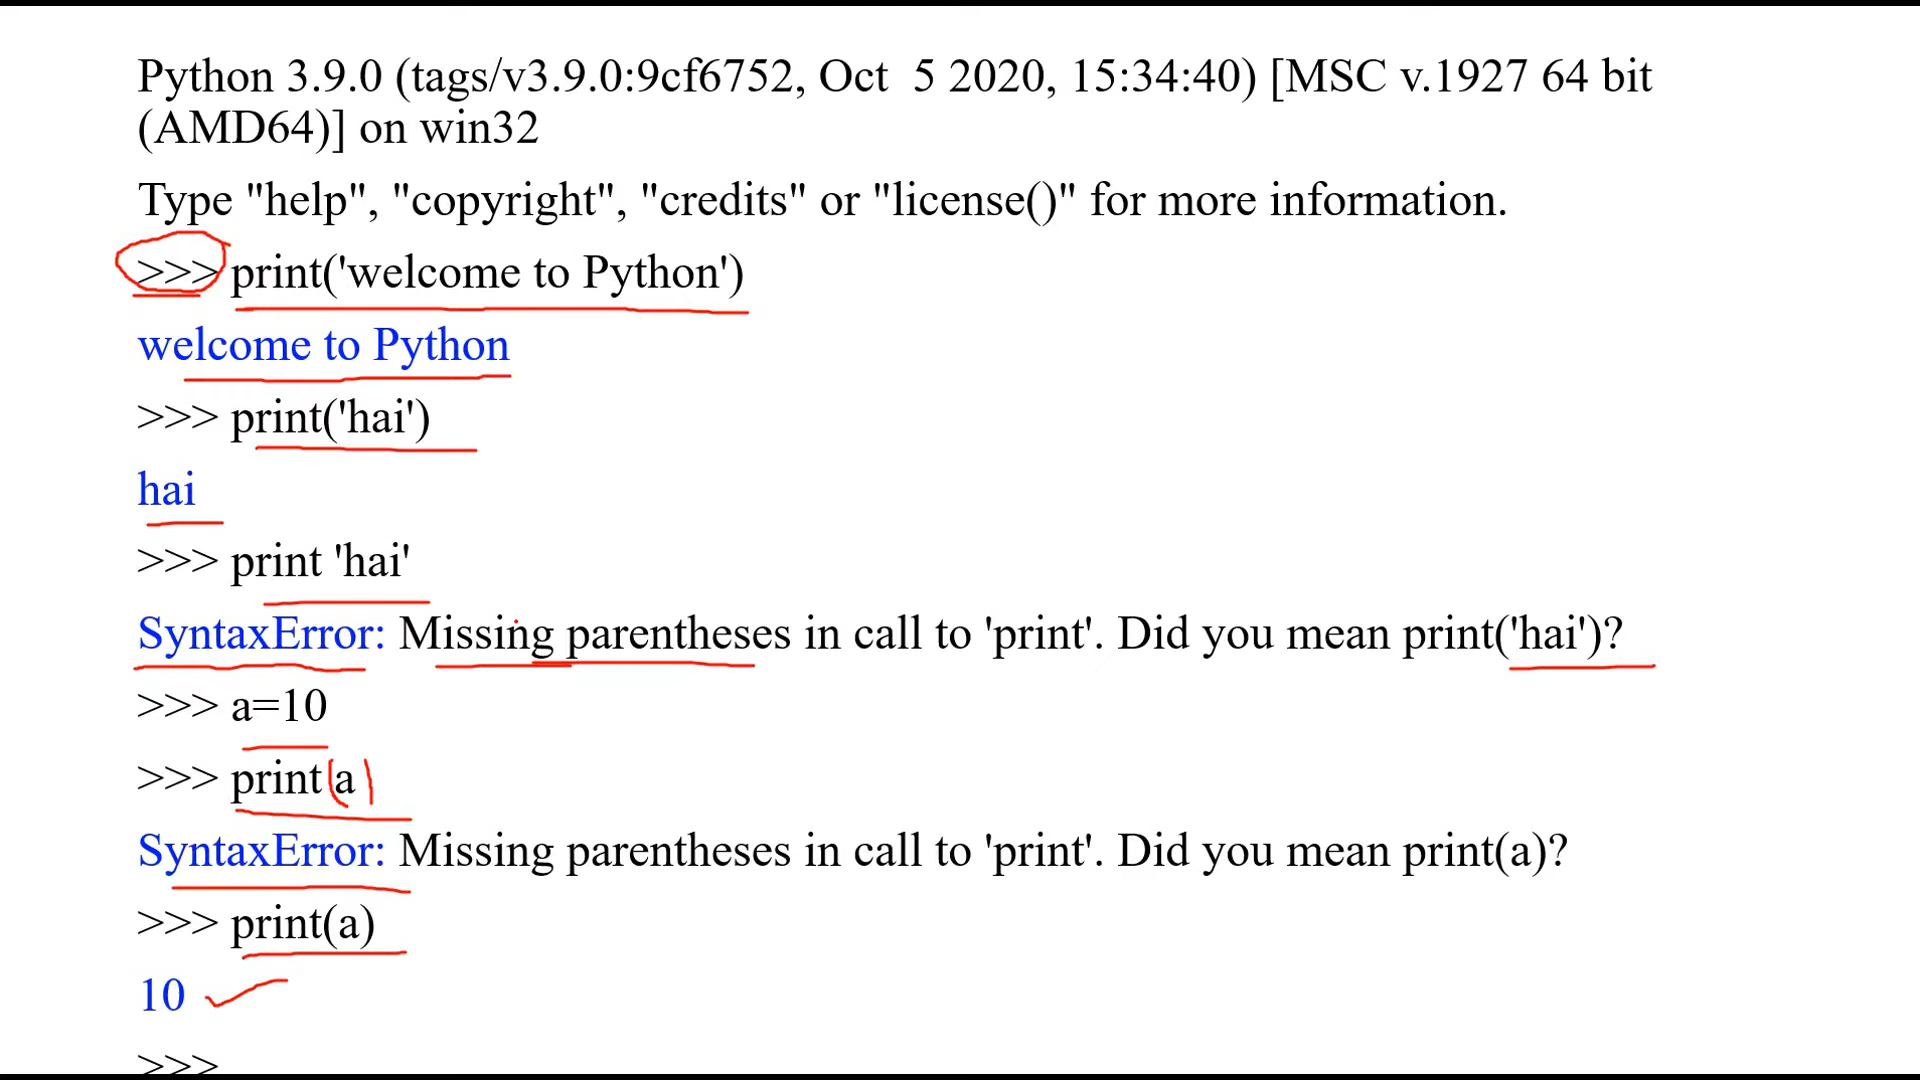 Python 3.9.0 (tags/v3.9.0:9cf6752, Oct  5 2020, 15:34:40) [MSC v.1927 64 bit
(AMD64)] on win32
Type "help", "copyright", "credits" or "license()" for more information.
>>> print('welcome to Python')
welcome to Python
>>> print('hai')
hai
>>> print 'hai'
SyntaxError: Missing parentheses in call to 'print'. Did you mean print('hai')?
>>> a=10
>>> print(a)
SyntaxError: Missing parentheses in call to 'print'. Did you mean print(a)?
>>> print(a)
10
>>>